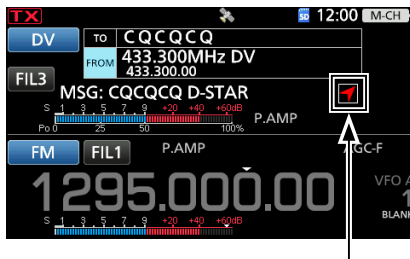 TX SD 12:00 M-CH
DV TO CQCQCQ
FROM 433.300MHz DV
433.300.00
FIL3
MSG: CQCQCQ D-STAR
S 1 3 5 7 9 +20 +40 +60dB
P.AMP
Po 0 25 50 100%
FM FIL1 P.AMP AGC-F
1295.000.00
VFO A
S 1 3 5 7 9 +20 +40 +60dB
BLANK